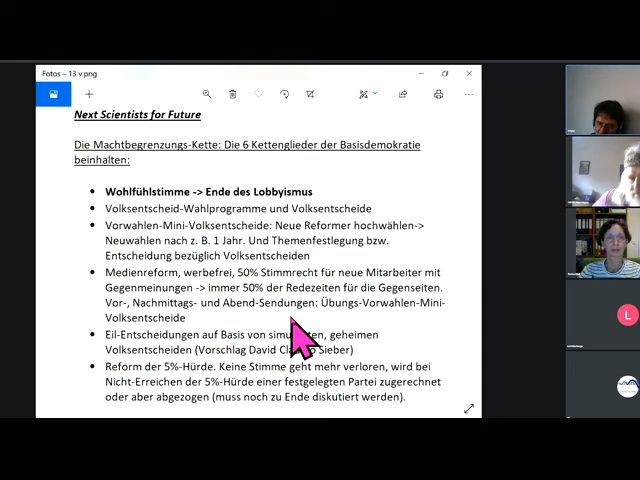 Fotos – 13 v.png
Next Scientists for Future
Die Machtbegrenzungs-Kette: Die 6 Kettenglieder der Basisdemokratie
beinhalten:
Wohlfühlstimme -> Ende des Lobbyismus
Volksentscheid-Wahlprogramme und Volksentscheide
Vorwahlen-Mini-Volksentscheide: Neue Reformer hochwählen->
Neuwahlen nach z. B. 1 Jahr. Und Themenfestlegung bzw.
Entscheidung bezüglich Volksentscheiden
Medienreform, werbefrei, 50% Stimmrecht für neue Mitarbeiter mit
Gegenmeinungen -> immer 50% der Redezeiten für die Gegenseiten.
Vor-, Nachmittags- und Abend-Sendungen: Übungs-Vorwahlen-Mini-
Volksentscheide
Eil-Entscheidungen auf Basis von geheimen
Volksentscheiden (Vorschlag David Sieber)
Reform der 5%-Hürde. Keine Stimme geht mehr verloren, wird bei
Nicht-Erreichen der 5%-Hürde einer festgelegten Partei zugerechnet
oder aber abgezogen (muss noch zu Ende diskutiert werden).
L